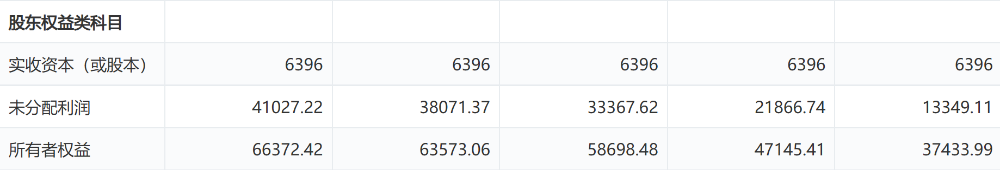 股东权益类科目
实收资本（或股本） 6396 6396 6396 6396 6396
未分配利润 41027.22 38071.37 33367.62 21866.74 13349.11
所有者权益 66372.42 63573.06 58698.48 47145.41 37433.99